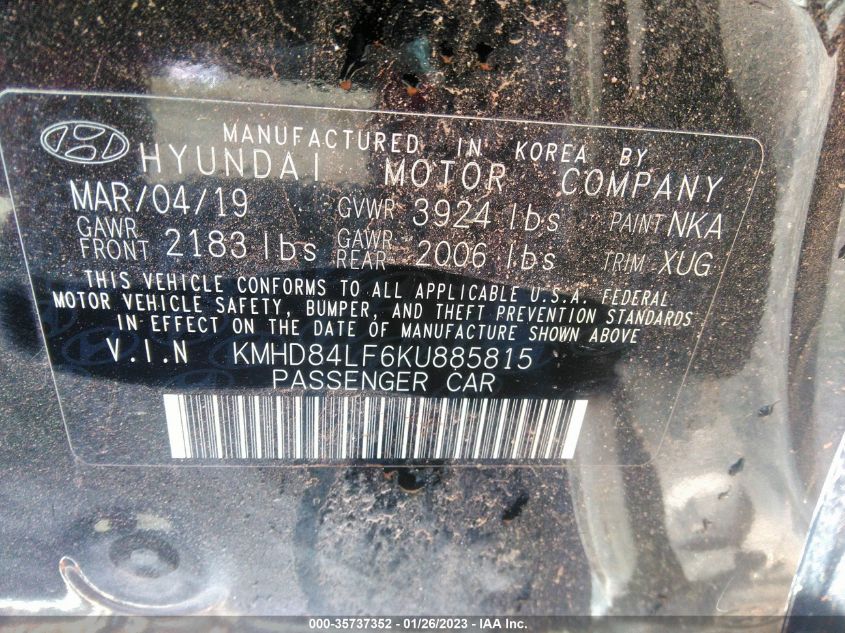 MANUFACTURED IN KOREA BY
HYUNDAI MOTOR COMPANY
MAR/04/19 GVWR 3924 lbs PAINT NKA
GAWR FRONT 2183 lbs GAWR REAR 2006 lbs TRIM XUG
THIS VEHICLE CONFORMS TO ALL APPLICABLE U.S.A. FEDERAL
MOTOR VEHICLE SAFETY, BUMPER, AND THEFT PREVENTION STANDARDS
IN EFFECT ON THE DATE OF MANUFACTURE SHOWN ABOVE
V.I.N KMHD84LF6KU885815
PASSENGER CAR
000-35737352 - 01/26/2023 - IAA Inc.